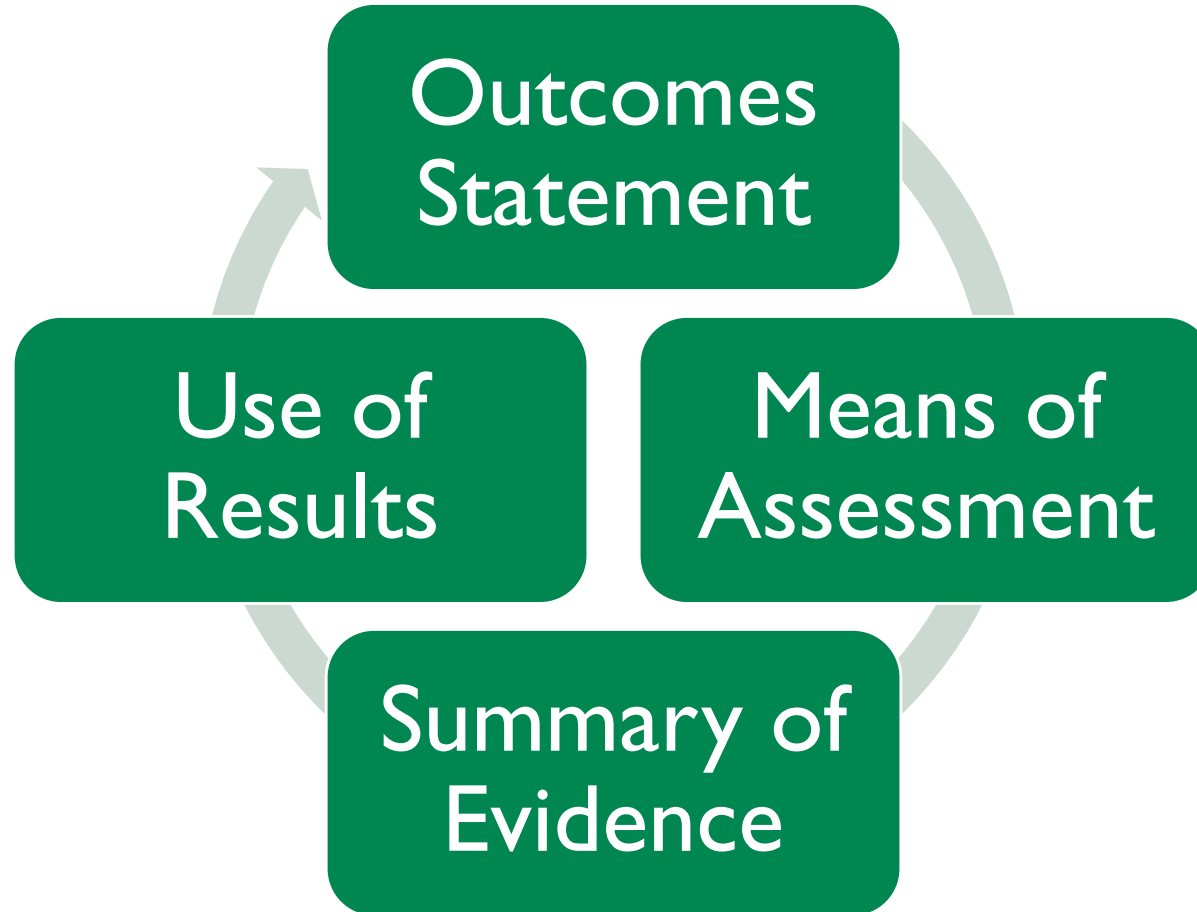 Outcomes
Statement
Use of
Results
Means of
Assessment
Summary of
Evidence